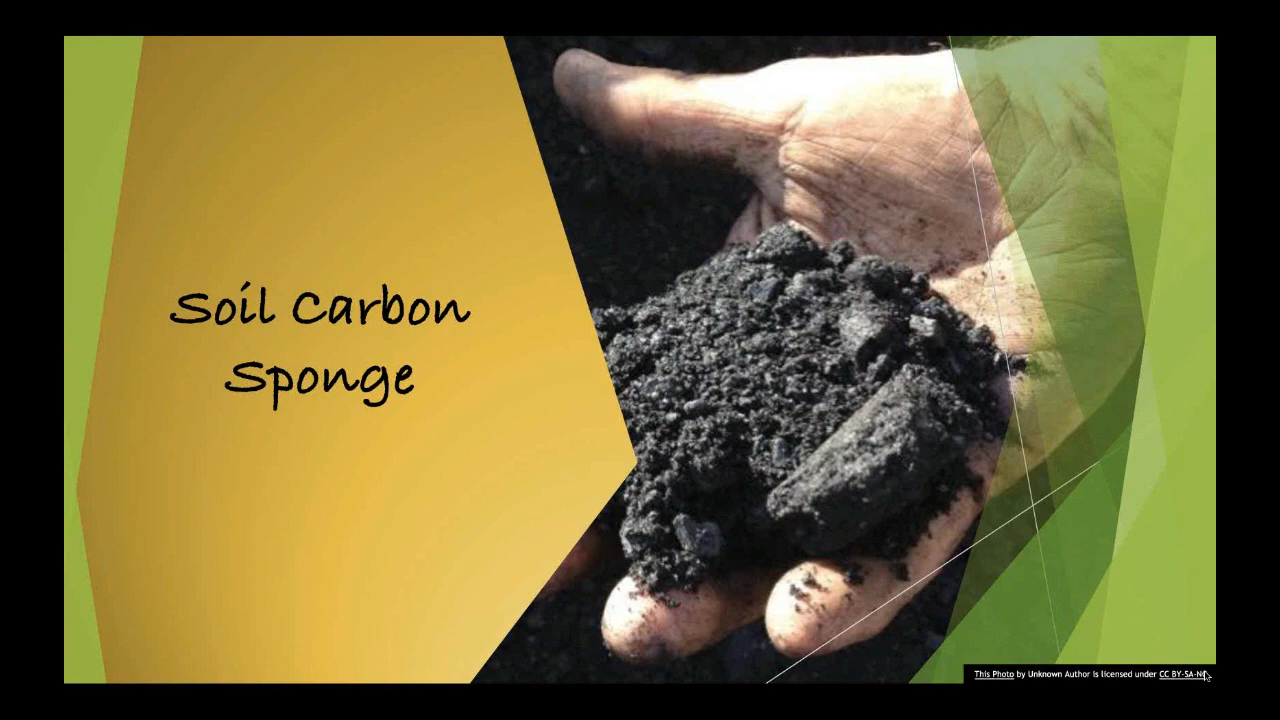 Soil Carbon
Sponge
This Photo by Unknown Author is licensed under CC BY-SA-NC